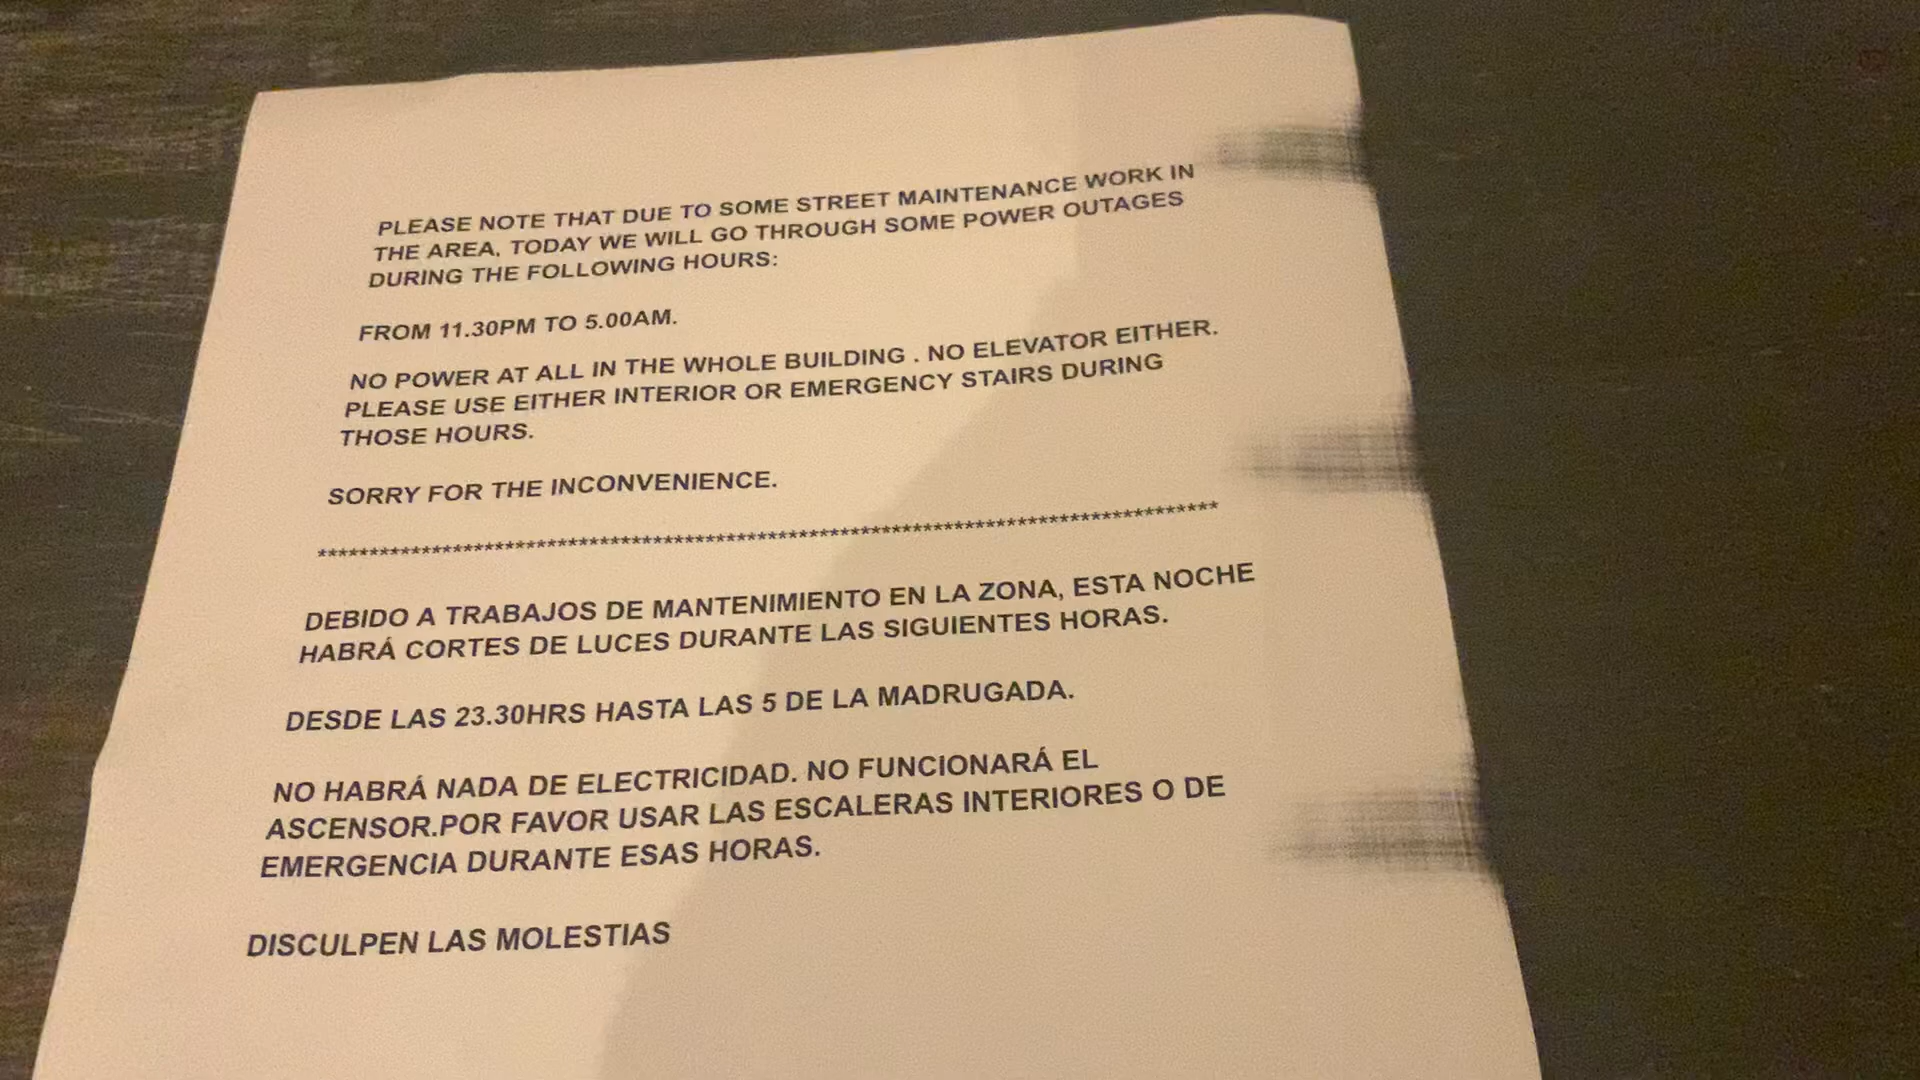 PLEASE NOTE THAT DUE TO SOME STREET MAINTENANCE WORK IN
THE AREA, TODAY WE WILL GO THROUGH SOME POWER OUTAGES
DURING THE FOLLOWING HOURS:
FROM 11.30PM TO 5.00AM.
NO POWER AT ALL IN THE WHOLE BUILDING . NO ELEVATOR EITHER.
PLEASE USE EITHER INTERIOR OR EMERGENCY STAIRS DURING
THOSE HOURS.
SORRY FOR THE INCONVENIENCE.
**************************************************************************************
DEBIDO A TRABAJOS DE MANTENIMIENTO EN LA ZONA, ESTA NOCHE
HABRÁ CORTES DE LUCES DURANTE LAS SIGUIENTES HORAS.
DESDE LAS 23.30HRS HASTA LAS 5 DE LA MADRUGADA.
NO HABRÁ NADA DE ELECTRICIDAD. NO FUNCIONARÁ EL
ASCENSOR.POR FAVOR USAR LAS ESCALERAS INTERIORES O DE
EMERGENCIA DURANTE ESAS HORAS.
DISCULPEN LAS MOLESTIAS